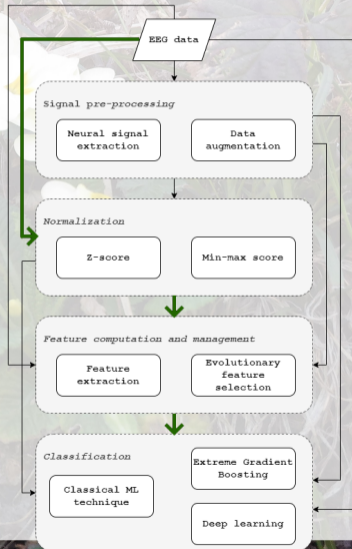 EEG data
Signal pre-processing
Neural signal
extraction
Data
augmentation
Normalization
Z-score
Min-max score
Feature computation and management
Feature
extraction
Evolutionary
feature
selection
Classification
Classical ML
technique
Extreme Gradient
Boosting
Deep learning